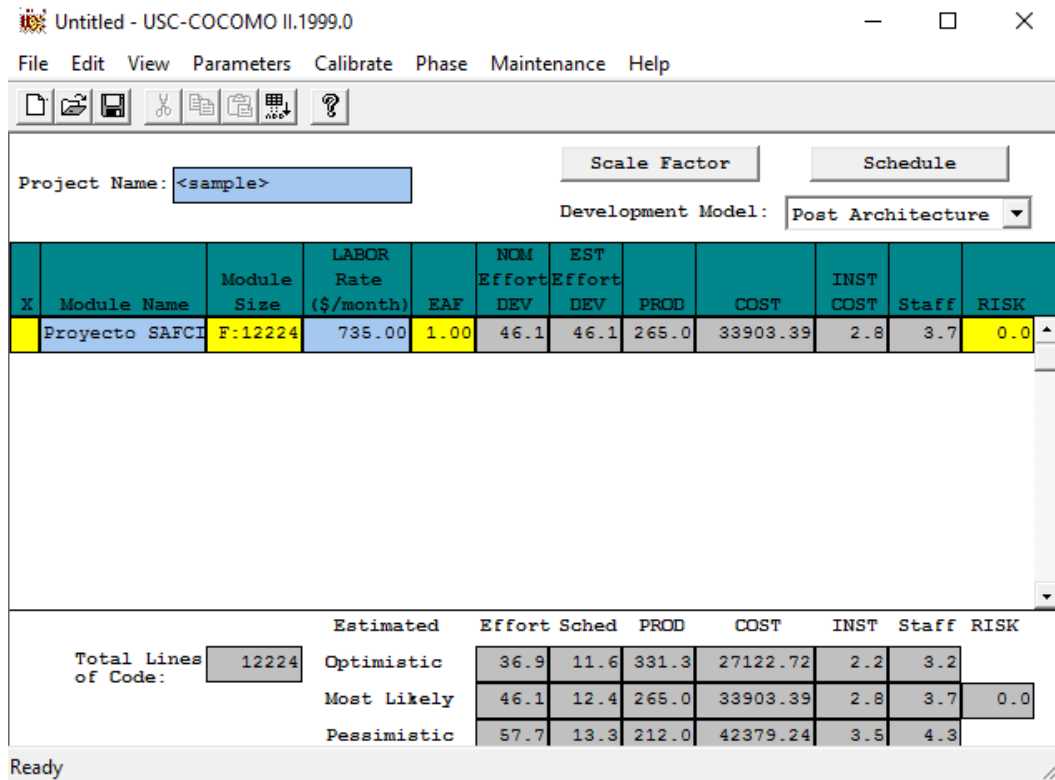 Untitled - USC-COCOMO II.1999.0
File Edit View Parameters Calibrate Phase Maintenance Help
Project Name: <sample>
Scale Factor
Schedule
Development Model: Post Architecture
X Module Name Module Size LABOR Rate ($/month) EAF NOM Effort DEV EST Effort DEV PROD COST INST COST Staff RISK
Proyecto SAFCI F:12224 735.00 1.00 46.1 46.1 265.0 33903.39 2.8 3.7 0.0
Estimated Effort Sched PROD COST INST Staff RISK
Total Lines of Code: 12224
Optimistic 36.9 11.6 331.3 27122.72 2.2 3.2
Most Likely 46.1 12.4 265.0 33903.39 2.8 3.7 0.0
Pessimistic 57.7 13.3 212.0 42379.24 3.5 4.3
Ready